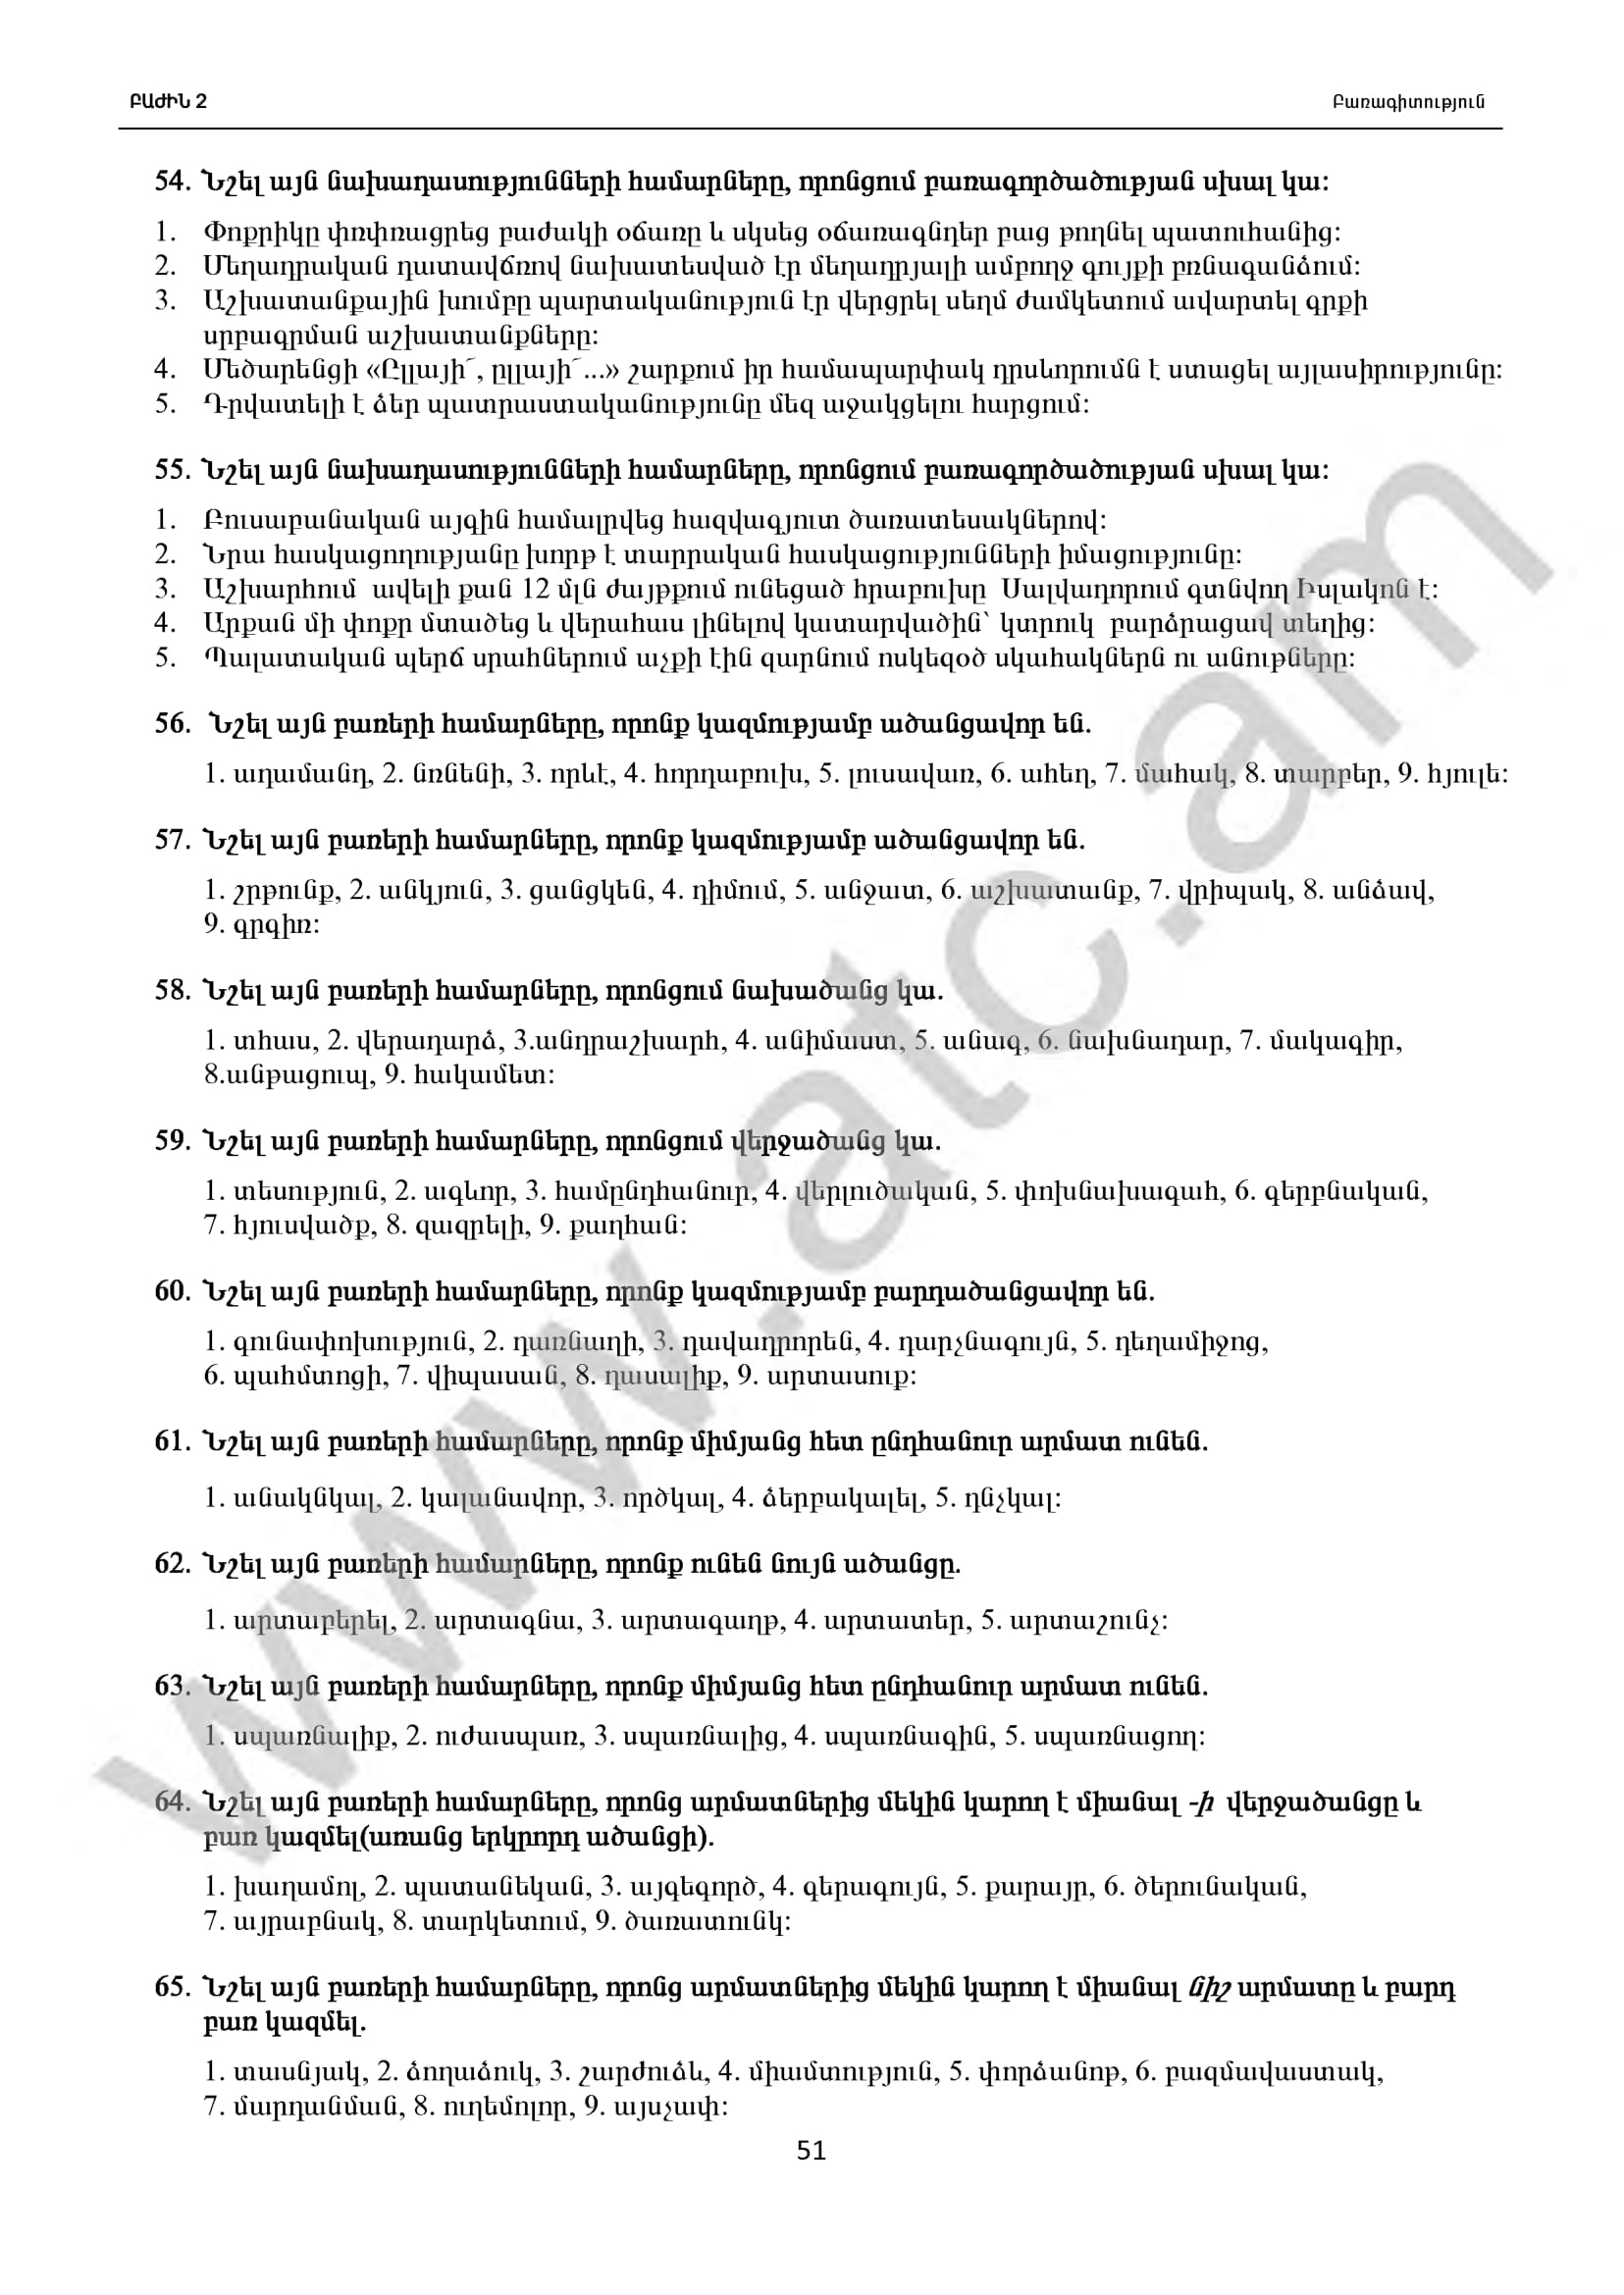 ԲԱԺԻՆ 2
Բառագիտություն
54. Նշել այն նախադասությունների համարները, որոնցում բառագործածության սխալ կա:
1. Փոքրիկը փռփռացրեց բաժակի օճառը և սկսեց օճառագնդեր բաց թողնել պատուհանից:
2. Մեղադրական դատավճռով նախատեսված էր մեղադրյալի ամբողջ գույքի բռնագանձում:
3. Աշխատանքային խումբը պարտականություն էր վերցրել սեղմ ժամկետում ավարտել գրքի
սրբագրման աշխատանքները:
4. Մեծարենցի «Ըլլայի՜, ըլլայի՜...» շարքում իր համապարփակ դրսևորումն է ստացել այլասիրությունը:
5. Դրվատելի է ձեր պատրաստականությունը մեզ աջակցելու հարցում:
55. Նշել այն նախադասությունների համարները, որոնցում բառագործածության սխալ կա:
1. Բուսաբանական այգին համալրվեց հազվագյուտ ծառատեսակներով:
2. Նրա հասկացողությանը խորթ է տարրական հասկացությունների իմացությունը:
3. Աշխարհում  ավելի քան 12 մլն ժայթքում ունեցած հրաբուխը  Սալվադորում գտնվող Իսլակոն է:
4. Արքան մի փոքր մտածեց և վերահաս լինելով կատարվածին՝ կտրուկ  բարձրացավ տեղից:
5. Պալատական պերճ սրահներում աչքի էին զարնում ոսկեզօծ սկահակներն ու անութները:
56. Նշել այն բառերի համարները, որոնք կազմությամբ ածանցավոր են.
1. ադամանդ, 2. նռնենի, 3. որևէ, 4. հորդաբուխ, 5. լուսավառ, 6. ահեղ, 7. մահակ, 8. տարբեր, 9. հյուլե:
57. Նշել այն բառերի համարները, որոնք կազմությամբ ածանցավոր են.
1. շրթունք, 2. անկյուն, 3. ցանցկեն, 4. դիմում, 5. անջատ, 6. աշխատանք, 7. վրիպակ, 8. անձավ,
9. գրգիռ:
58. Նշել այն բառերի համարները, որոնցում նախածանց կա.
1. տհաս, 2. վերադարձ, 3.անդրաշխարհ, 4. անիմաստ, 5. անագ, 6. նախնադար, 7. մակագիր,
8.անթացուպ, 9. հակամետ:
59. Նշել այն բառերի համարները, որոնցում վերջածանց կա.
1. տեսություն, 2. ազևոր, 3. համընդհանուր, 4. վերլուծական, 5. փոխնախագահ, 6. գերբնական,
7. հյուսվածք, 8. զազրելի, 9. քաղհան:
60. Նշել այն բառերի համարները, որոնք կազմությամբ բարդածանցավոր են.
1. գունափոխություն, 2. դառնաղի, 3. դավադրորեն, 4. դարչնագույն, 5. դեղամիջոց,
6. պահմտոցի, 7. վիպասան, 8. դասալիք, 9. արտասուք:
61. Նշել այն բառերի համարները, որոնք միմյանց հետ ընդհանուր արմատ ունեն.
1. անակնկալ, 2. կալանավոր, 3. ործկալ, 4. ձերբակալել, 5. դնչկալ:
62. Նշել այն բառերի համարները, որոնք ունեն նույն ածանցը.
1. արտաբերել, 2. արտագնա, 3. արտագաղթ, 4. արտատեր, 5. արտաշունչ:
63. Նշել այն բառերի համարները, որոնք միմյանց հետ ընդհանուր արմատ ունեն.
1. սպառնալիք, 2. ուժասպառ, 3. սպառնալից, 4. սպառնագին, 5. սպառնացող:
64. Նշել այն բառերի համարները, որոնց արմատներից մեկին կարող է միանալ -ի վերջածանցը և
բառ կազմել(առանց երկրորդ ածանցի).
1. խաղամոլ, 2. պատանեկան, 3. այգեգործ, 4. գերագույն, 5. քարայր, 6. ծերունական,
7. այրաբնակ, 8. տարկետում, 9. ծառատունկ:
65. Նշել այն բառերի համարները, որոնց արմատներից մեկին կարող է միանալ նիշ արմատը և բարդ
բառ կազմել.
1. տասնյակ, 2. ձողաձուկ, 3. շարժուձև, 4. միամտություն, 5. փորձանոթ, 6. բազմավաստակ,
7. մարդանման, 8. ուղեմոլոր, 9. այսչափ:
51
www.atc.am